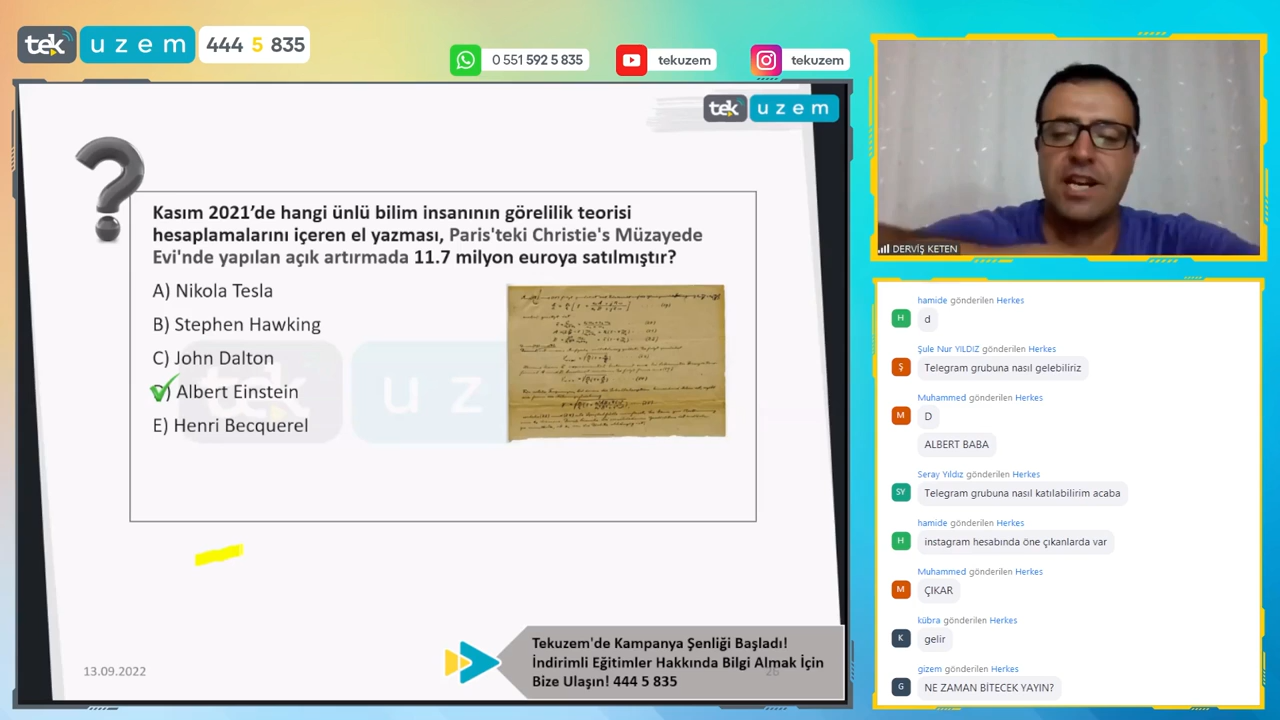 tek uzem 444 5 835
0 551 592 5 835
tekuzem
tekuzem
tek uzem
Kasım 2021’de hangi ünlü bilim insanının görelilik teorisi
hesaplamalarını içeren el yazması, Paris'teki Christie's Müzayede
Evi'nde yapılan açık artırmada 11.7 milyon euroya satılmıştır?
A) Nikola Tesla
B) Stephen Hawking
C) John Dalton
D) Albert Einstein
E) Henri Becquerel
tek uz
13.09.2022
Tekuzem'de Kampanya Şenliği Başladı!
İndirimli Eğitimler Hakkında Bilgi Almak İçin
Bize Ulaşın! 444 5 835
DERVİŞ KETEN
hamide gönderilen Herkes
H
d
Şule Nur YILDIZ gönderilen Herkes
Ş
Telegram grubuna nasıl gelebiliriz
Muhammed gönderilen Herkes
M
D
ALBERT BABA
Seray Yıldız gönderilen Herkes
SY
Telegram grubuna nasıl katılabilirim acaba
hamide gönderilen Herkes
H
instagram hesabında öne çıkanlarda var
Muhammed gönderilen Herkes
M
ÇIKAR
kübra gönderilen Herkes
K
gelir
gizem gönderilen Herkes
G
NE ZAMAN BİTECEK YAYIN?